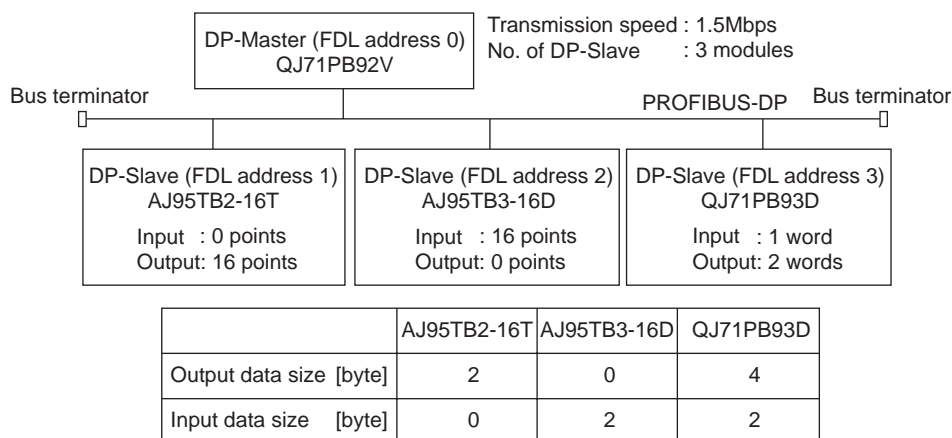 DP-Master (FDL address 0)
QJ71PB92V
Transmission speed : 1.5Mbps
No. of DP-Slave : 3 modules
Bus terminator
PROFIBUS-DP
Bus terminator
DP-Slave (FDL address 1)
AJ95TB2-16T
Input : 0 points
Output: 16 points
DP-Slave (FDL address 2)
AJ95TB3-16D
Input : 16 points
Output: 0 points
DP-Slave (FDL address 3)
QJ71PB93D
Input : 1 word
Output: 2 words
AJ95TB2-16T AJ95TB3-16D QJ71PB93D
Output data size [byte] 2 0 4
Input data size [byte] 0 2 2